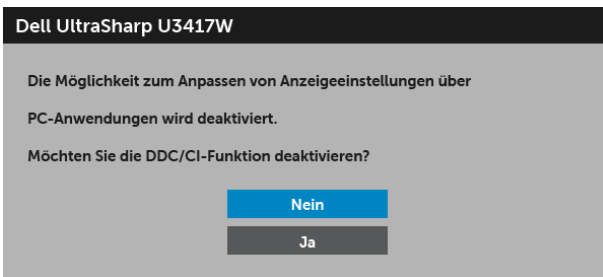 Dell UltraSharp U3417W
Die Möglichkeit zum Anpassen von Anzeigeeinstellungen über
PC-Anwendungen wird deaktiviert.
Möchten Sie die DDC/CI-Funktion deaktivieren?
Nein
Ja